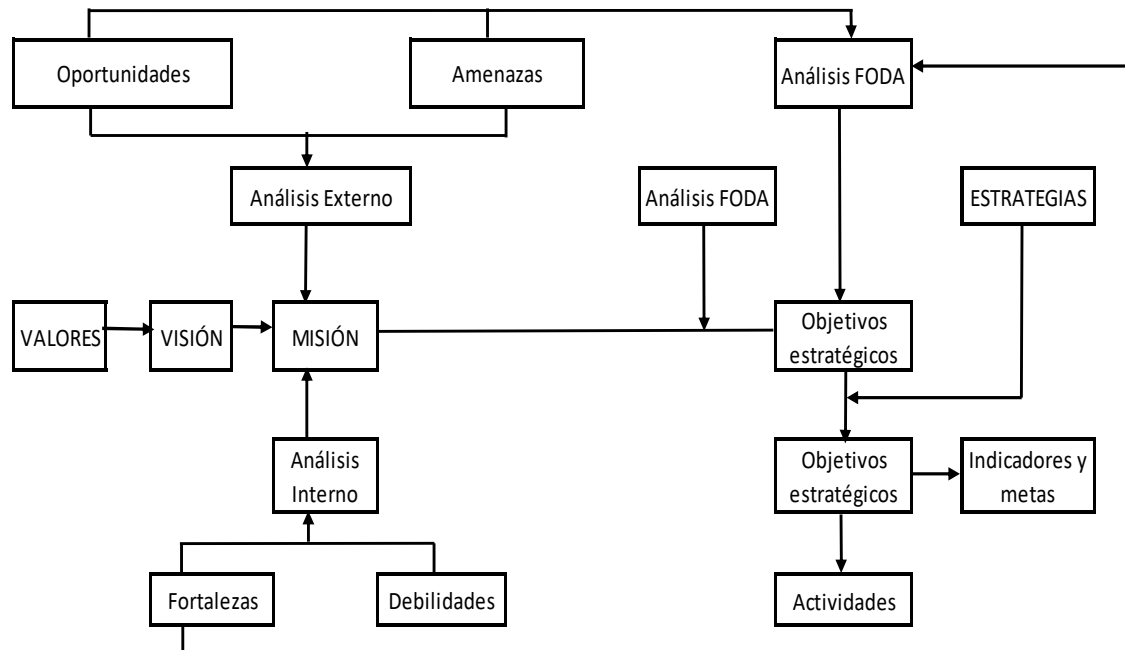 Oportunidades
Amenazas
Análisis FODA
Análisis Externo
Análisis FODA
ESTRATEGIAS
VALORES
VISIÓN
MISIÓN
Objetivos
estratégicos
Análisis
Interno
Objetivos
estratégicos
Indicadores y
metas
Fortalezas
Debilidades
Actividades